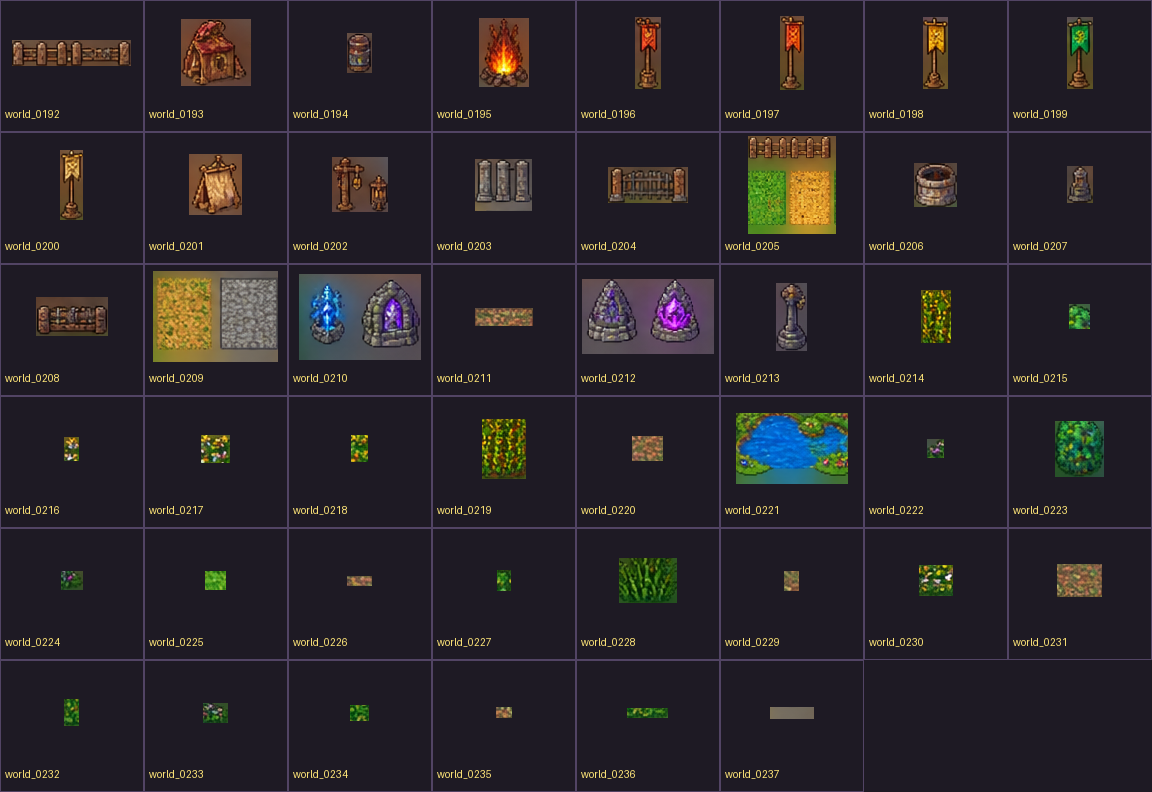 world_0192 world_0193 world_0194 world_0195 world_0196 world_0197 world_0198 world_0199
world_0200 world_0201 world_0202 world_0203 world_0204 world_0205 world_0206 world_0207
world_0208 world_0209 world_0210 world_0211 world_0212 world_0213 world_0214 world_0215
world_0216 world_0217 world_0218 world_0219 world_0220 world_0221 world_0222 world_0223
world_0224 world_0225 world_0226 world_0227 world_0228 world_0229 world_0230 world_0231
world_0232 world_0233 world_0234 world_0235 world_0236 world_0237